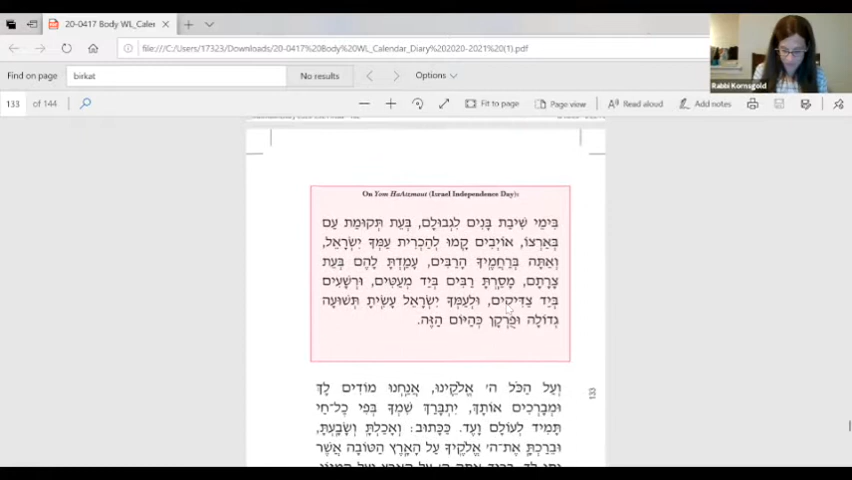 20-0417 Body WL_Caler
file:///C:/Users/17323/Downloads/20-0417%20Body%20WL_Calendar_Diary%202020-2021%20(1).pdf
Rabbi Kornsgold
Find on page birkat No results Options
133 of 144 Fit to page Page view Read aloud Add notes
On Yom HaAtzmaut (Israel Independence Day):
בִּימֵי שִׁיבַת בָּנִים לִגְבוּלָם, בְּעֵת תְּקוּמַת עַם
בְּאַרְצוֹ, אוֹיְבִים קָמוּ לְהַכְרִית עַמְּךָ יִשְׂרָאֵל,
וְאַתָּה בְּרַחֲמֶיךָ הָרַבִּים, עָמַדְתָּ לָהֶם בְּעֵת
צָרָתָם, מָסַרְתָּ רַבִּים בְּיַד מְעַטִּים, וּרְשָׁעִים
בְּיַד צַדִּיקִים, וּלְעַמְּךָ יִשְׂרָאֵל עָשִׂיתָ תְּשׁוּעָה
גְדוֹלָה וּפֻרְקָן כְּהַיּוֹם הַזֶּה.
וְעַל הַכֹּל ה׳ אֱלֹקֵינוּ, אֲנַחְנוּ מוֹדִים לָךְ
וּמְבָרְכִים אוֹתָךְ, יִתְבָּרַךְ שִׁמְךָ בְּפִי כָל־חַי
תָּמִיד לְעוֹלָם וָעֶד. כַּכָּתוּב: וְאָכַלְתָּ וְשָׂבָעְתָּ,
וּבֵרַכְתָּ אֶת־ה׳ אֱלֹקֶיךָ עַל הָאָרֶץ הַטּוֹבָה אֲשֶׁר
133